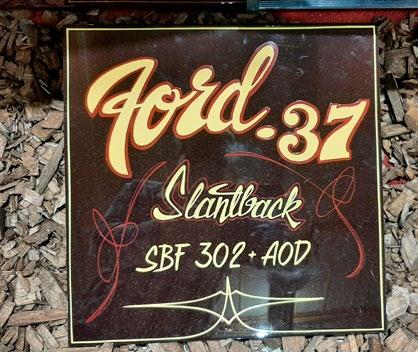 Ford-37
Slantback
SBF 302+AOD